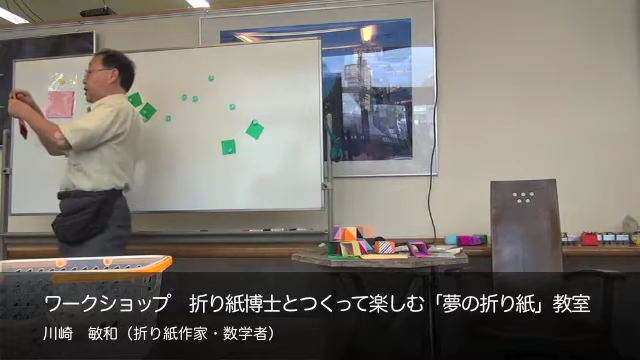 ワークショップ　折り紙博士とつくって楽しむ「夢の折り紙」教室
川崎　敏和（折り紙作家・数学者）